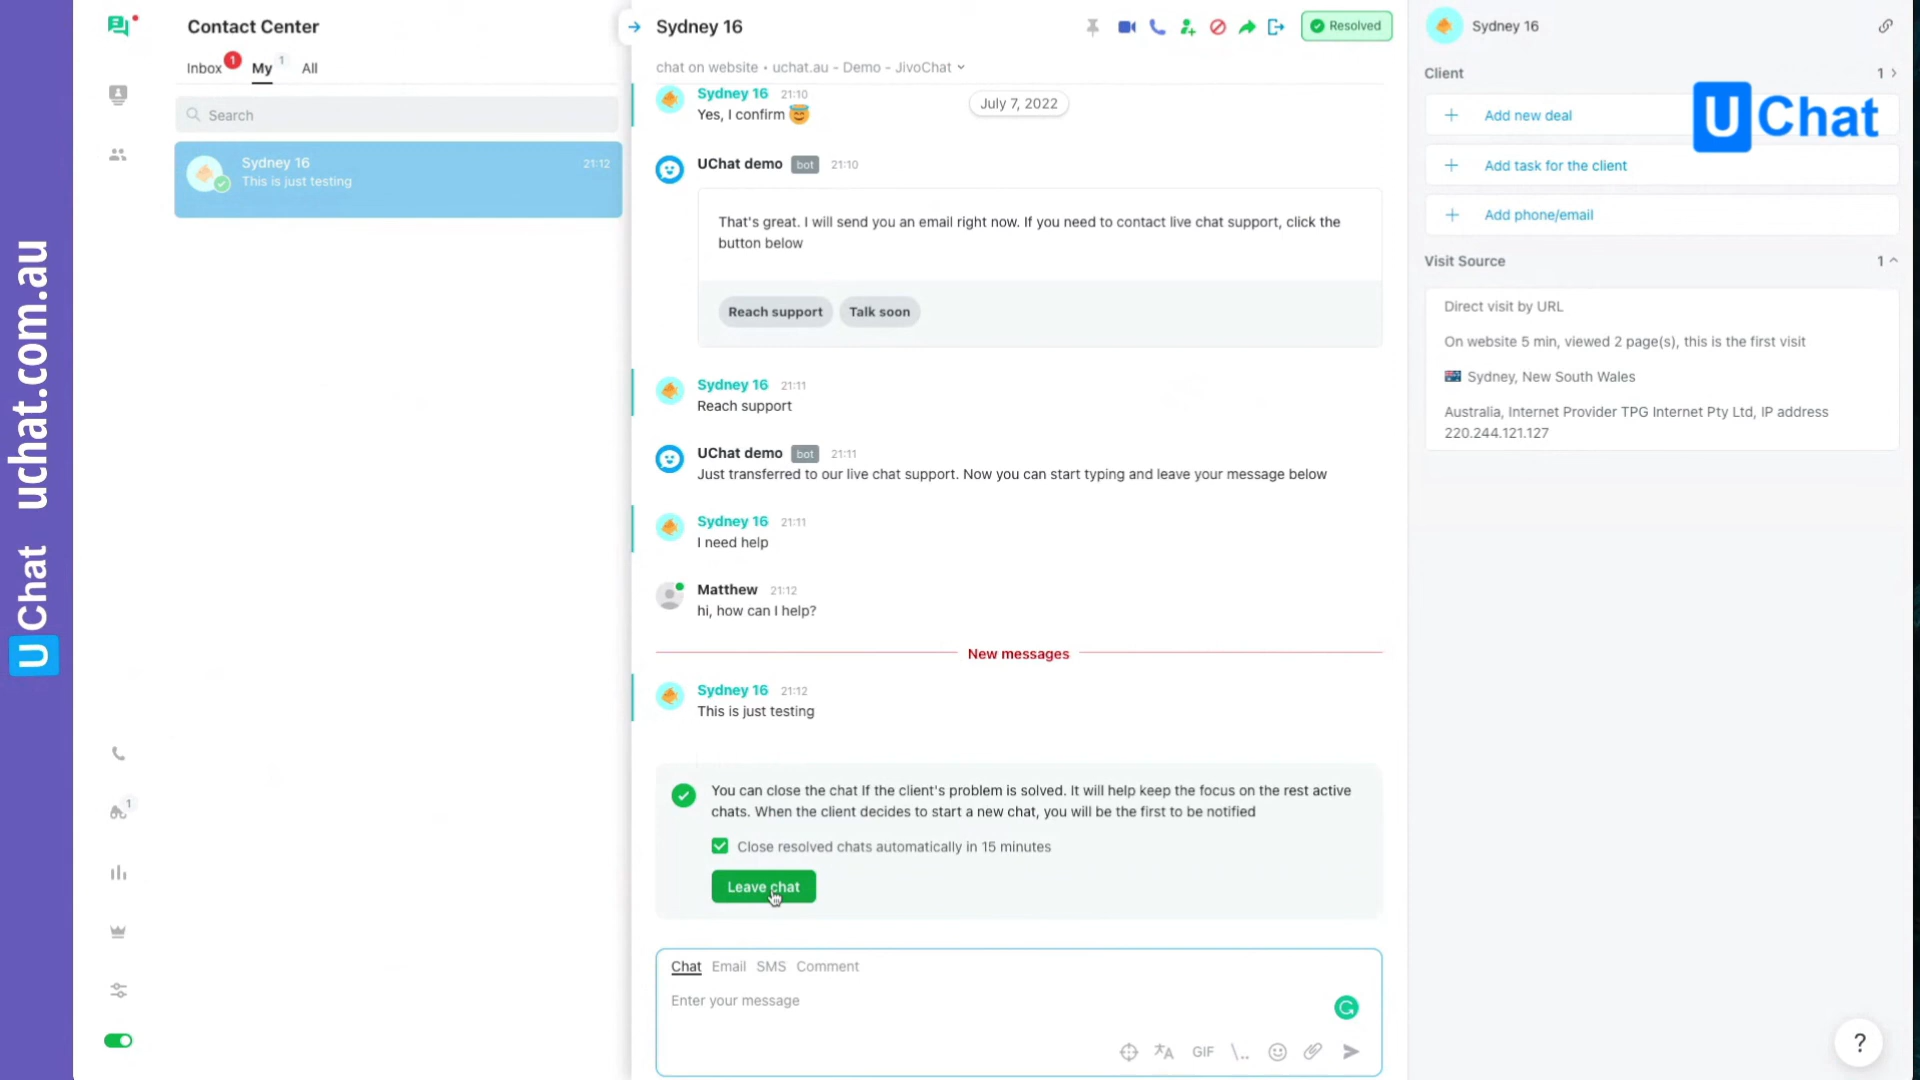 UChat uchat.com.au
Contact Center
Inbox 1 My 1 All
Search
Sydney 16 21:12
This is just testing
1
Sydney 16
Resolved
chat on website • uchat.au - Demo - JivoChat
July 7, 2022
Sydney 16 21:10
Yes, I confirm
UChat demo bot 21:10
That's great. I will send you an email right now. If you need to contact live chat support, click the
button below
Reach support Talk soon
Sydney 16 21:11
Reach support
UChat demo bot 21:11
Just transferred to our live chat support. Now you can start typing and leave your message below
Sydney 16 21:11
I need help
Matthew 21:12
hi, how can I help?
New messages
Sydney 16 21:12
This is just testing
You can close the chat if the client's problem is solved. It will help keep the focus on the rest active
chats. When the client decides to start a new chat, you will be the first to be notified
Close resolved chats automatically in 15 minutes
Leave chat
Chat Email SMS Comment
Enter your message
GIF \..
Sydney 16
Client 1
UChat
Add new deal
Add task for the client
Add phone/email
Visit Source 1
Direct visit by URL
On website 5 min, viewed 2 page(s), this is the first visit
Sydney, New South Wales
Australia, Internet Provider TPG Internet Pty Ltd, IP address
220.244.121.127
?